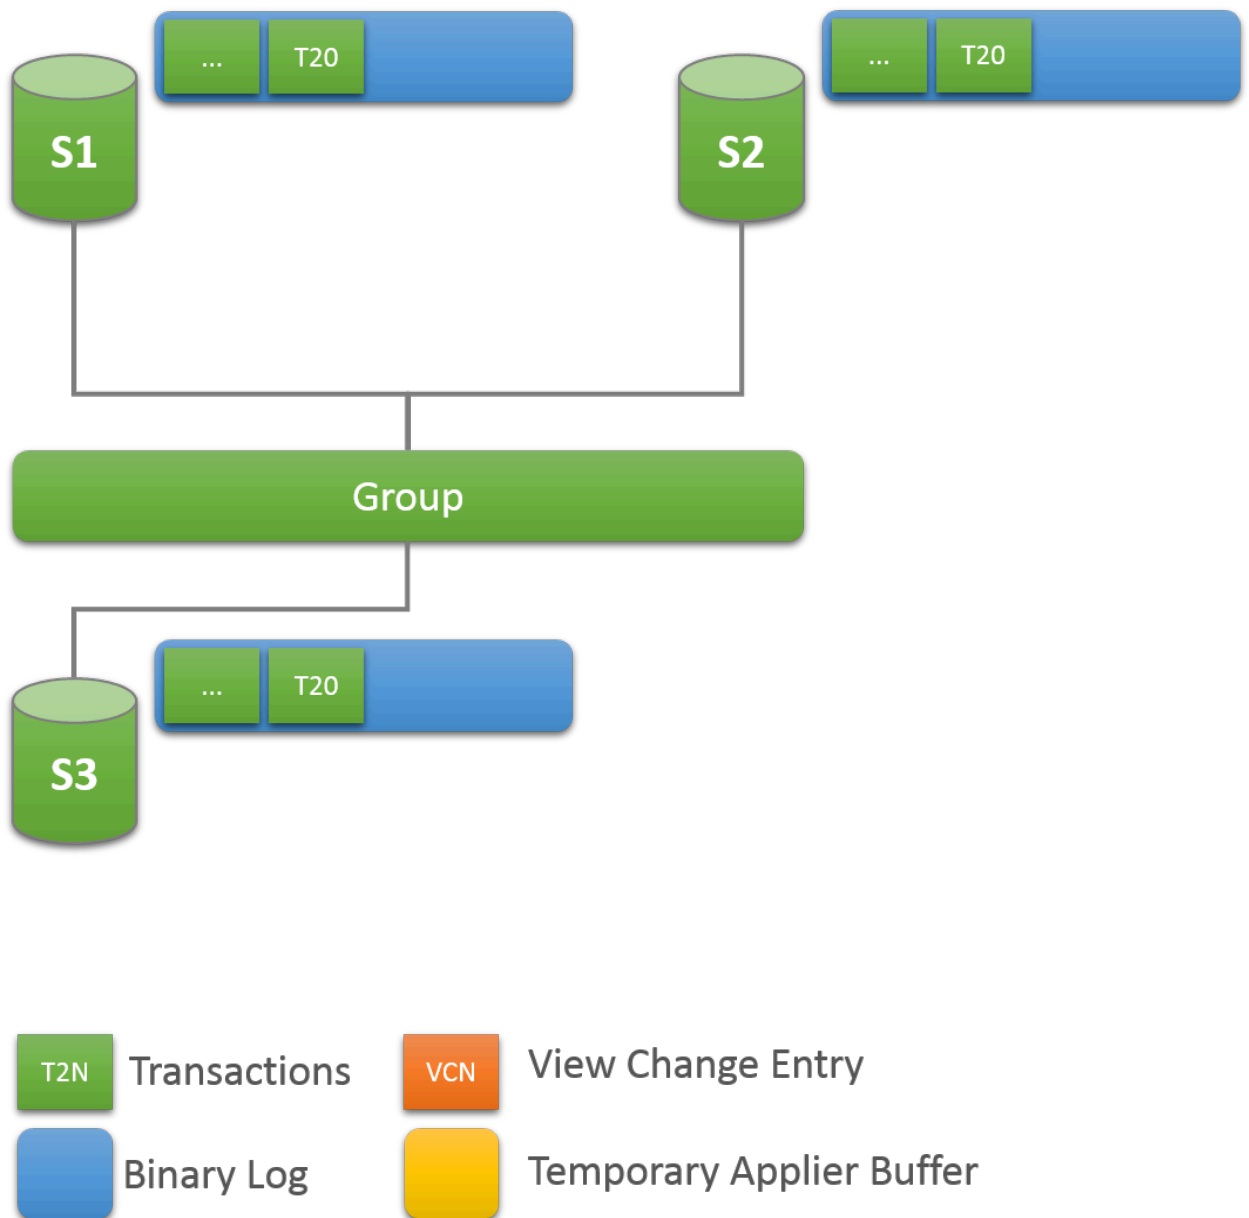 ... T20
... T20
S1
S2
Group
... T20
S3
T2N Transactions
VCN View Change Entry
Binary Log
Temporary Applier Buffer